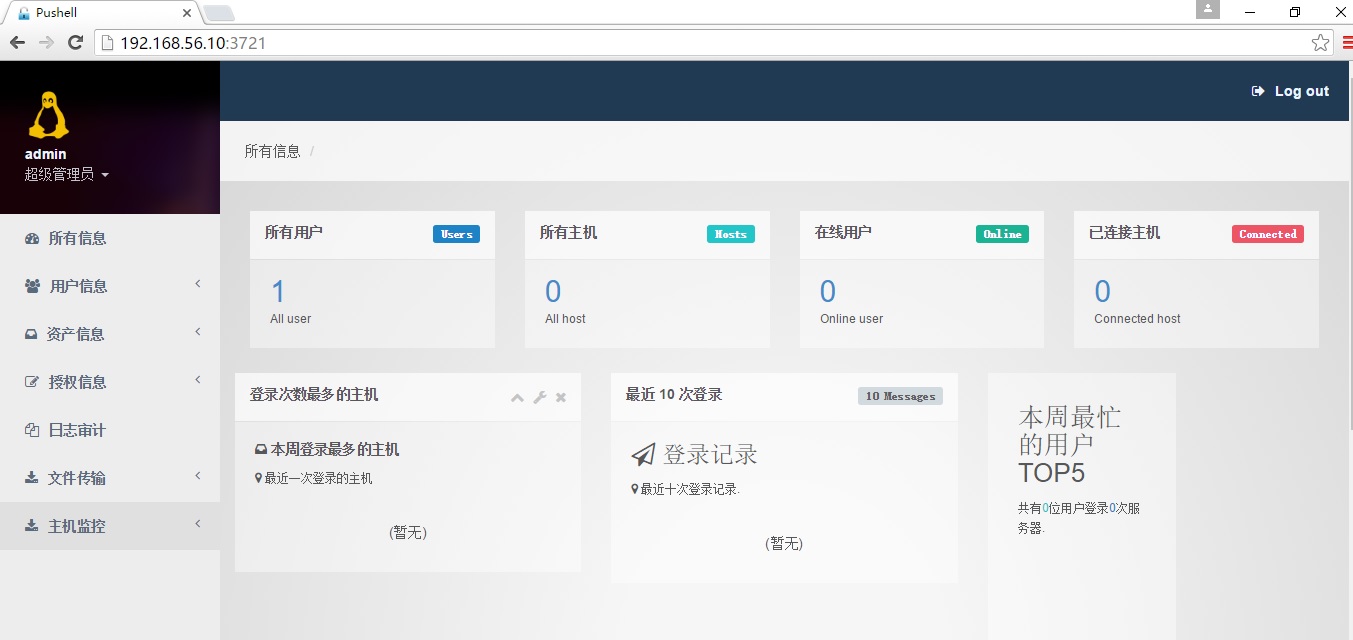 Pushell
192.168.56.10:3721
Log out
admin
超级管理员
所有信息
用户信息
资产信息
授权信息
日志审计
文件传输
主机监控
所有信息 /
所有用户 Users
1
All user
所有主机 Hosts
0
All host
在线用户 Online
0
Online user
已连接主机 Connected
0
Connected host
登录次数最多的主机
本周登录最多的主机
最近一次登录的主机
(暂无)
最近 10 次登录 10 Messages
登录记录
最近十次登录记录.
(暂无)
本周最忙
的用户
TOP5
共有0位用户登录0次服
务器.